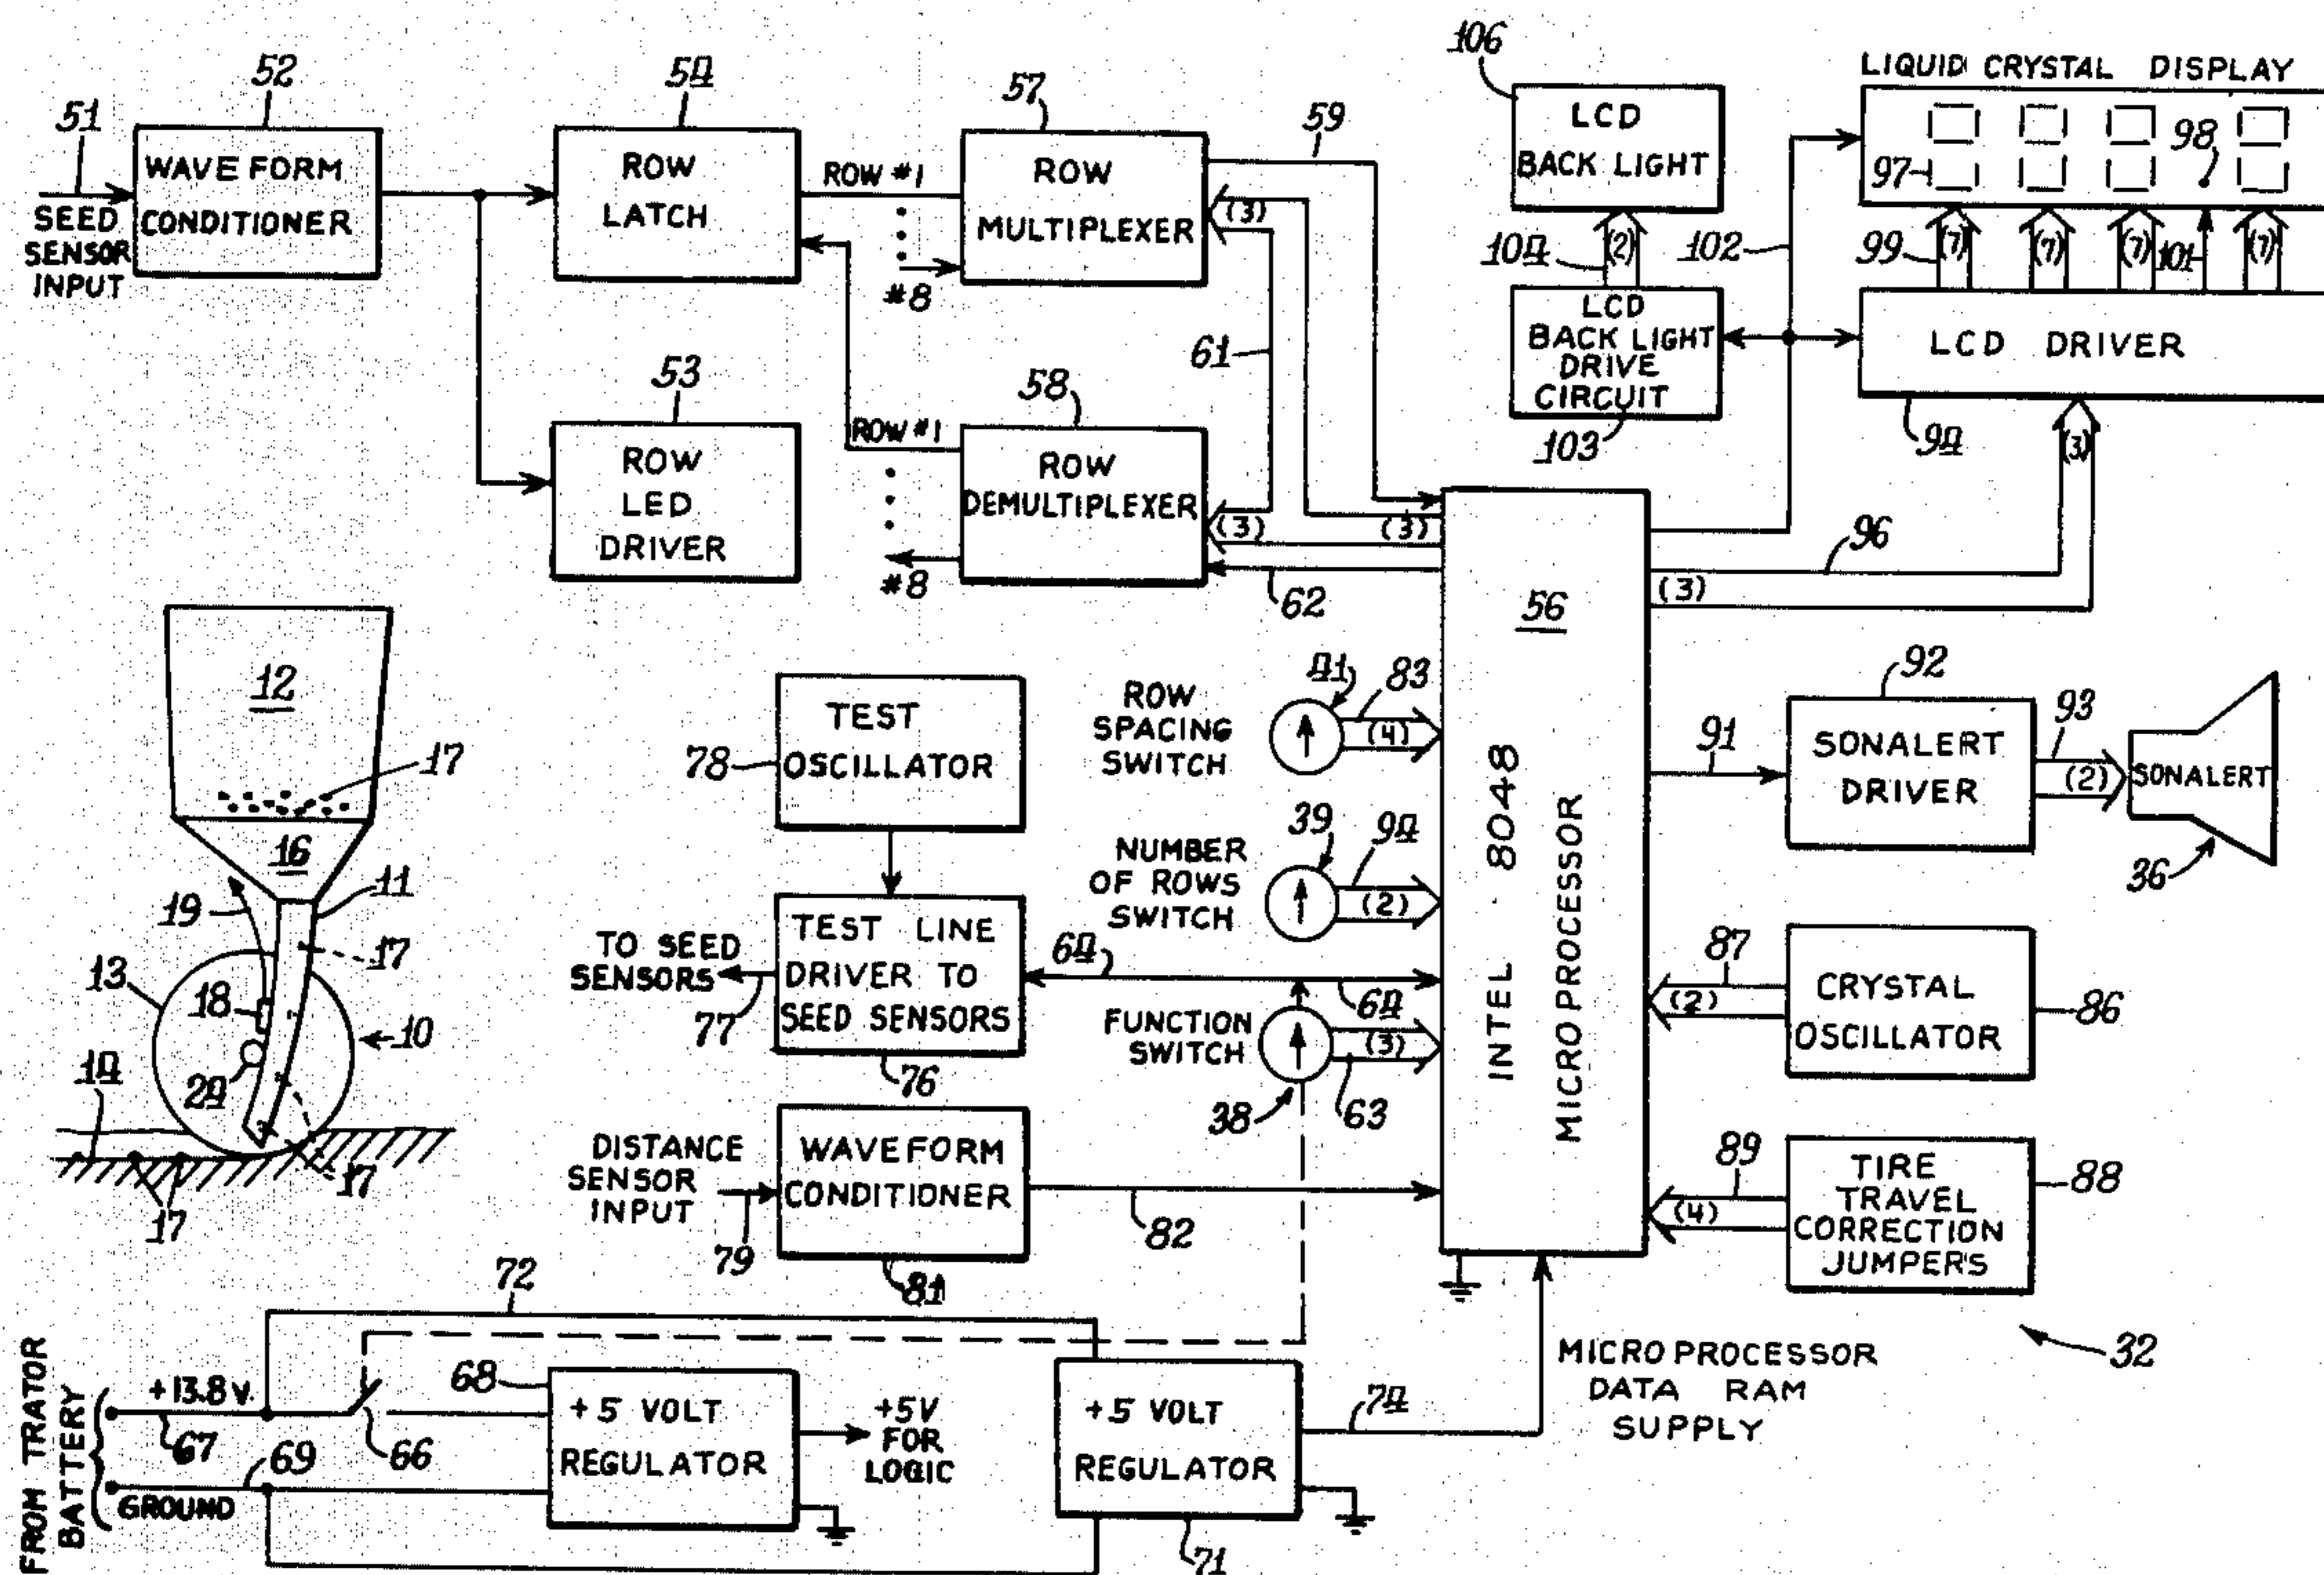 106
LCD
BACK LIGHT
LIQUID CRYSTAL DISPLAY
97
98
52
51
WAVE FORM
CONDITIONER
SEED
SENSOR
INPUT
54
ROW
LATCH
ROW #1
#8
57
ROW
MULTIPLEXER
59
(3)
104
(2)
102
99
(7)
(7)
(7)
101
(7)
LCD
BACK LIGHT
DRIVE
CIRCUIT
103
LCD DRIVER
94
(3)
53
ROW
LED
DRIVER
ROW #1
#8
58
ROW
DEMULTIPLEXER
61
(3)
(3)
62
96
(3)
56
INTEL 8048
MICROPROCESSOR
12
17
16
11
19
17
13
18
10
24
14
17
17
TEST
OSCILLATOR
78
ROW
SPACING
SWITCH
41
83
(4)
NUMBER
OF ROWS
SWITCH
39
94
(2)
91
92
SONALERT
DRIVER
93
(2)
SONALERT
36
TO SEED
SENSORS
77
TEST LINE
DRIVER TO
SEED SENSORS
76
64
64
FUNCTION
SWITCH
(3)
38
63
87
(2)
CRYSTAL
OSCILLATOR
86
DISTANCE
SENSOR
INPUT
79
WAVEFORM
CONDITIONER
81
82
89
(4)
TIRE
TRAVEL
CORRECTION
JUMPER'S
88
32
72
FROM TRATOR
BATTERY
+13.8 V.
67
69
GROUND
66
68
+5 VOLT
REGULATOR
+5V
FOR
LOGIC
+5 VOLT
REGULATOR
71
74
MICROPROCESSOR
DATA RAM
SUPPLY